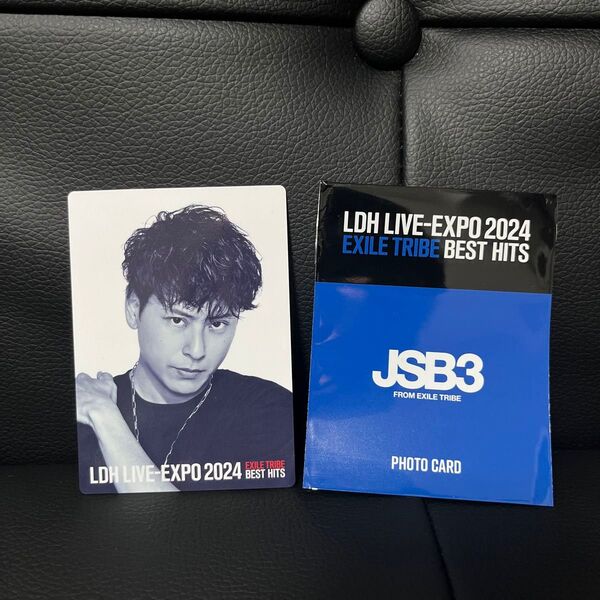 LDH LIVE-EXPO 2024 EXILE TRIBE
BEST HITS
LDH LIVE-EXPO 2024
EXILE TRIBE BEST HITS
JSB3
FROM EXILE TRIBE
PHOTO CARD